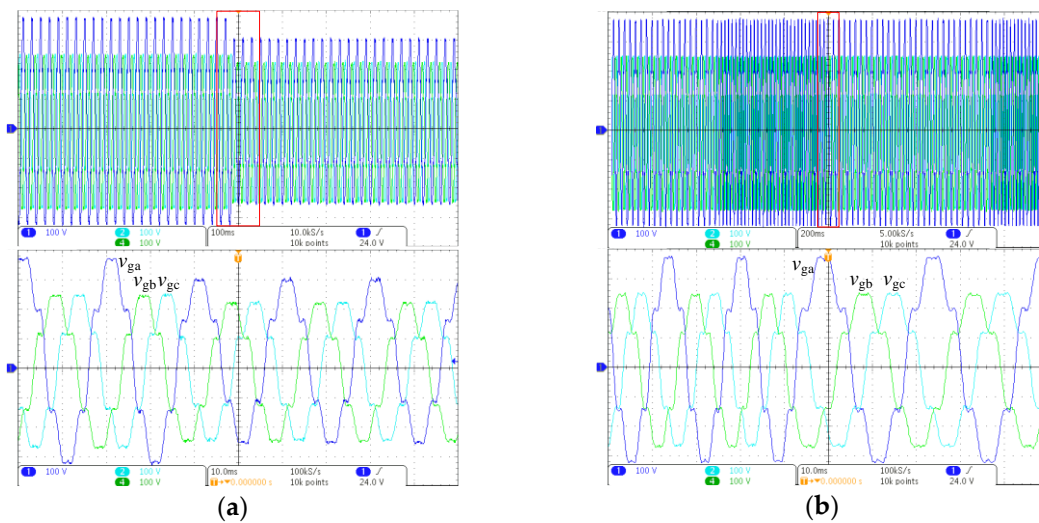 1 100 V 2 100 V 100ms 10.0kS/s 1
4 100 V 10k points 24.0 V
1 100 V 2 100 V 200ms 5.00kS/s 1
4 100 V 10k points 24.0 V
vga
vgb vgc
1 100 V 2 100 V 10.0ms 100kS/s 1
4 100 V T 0.000000 s 10k points 24.0 V
vga
vgb vgc
1 100 V 2 100 V 10.0ms 100kS/s 1
4 100 V T 0.000000 s 10k points 24.0 V
(a)
(b)